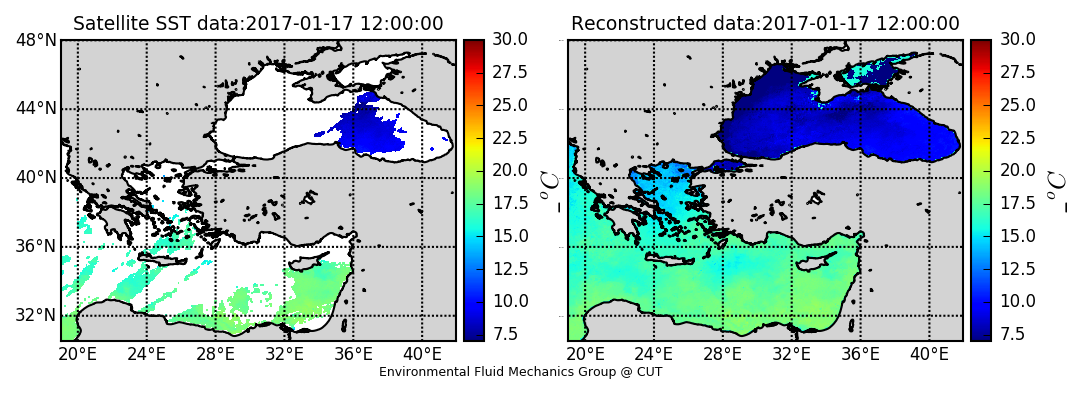 Satellite SST data:2017-01-17 12:00:00
48°N
44°N
40°N
36°N
32°N
20°E 24°E 28°E 32°E 36°E 40°E
30.0
27.5
25.0
22.5
20.0
17.5
15.0
12.5
10.0
7.5
_°C
Reconstructed data:2017-01-17 12:00:00
20°E 24°E 28°E 32°E 36°E 40°E
30.0
27.5
25.0
22.5
20.0
17.5
15.0
12.5
10.0
7.5
_°C
Environmental Fluid Mechanics Group @ CUT